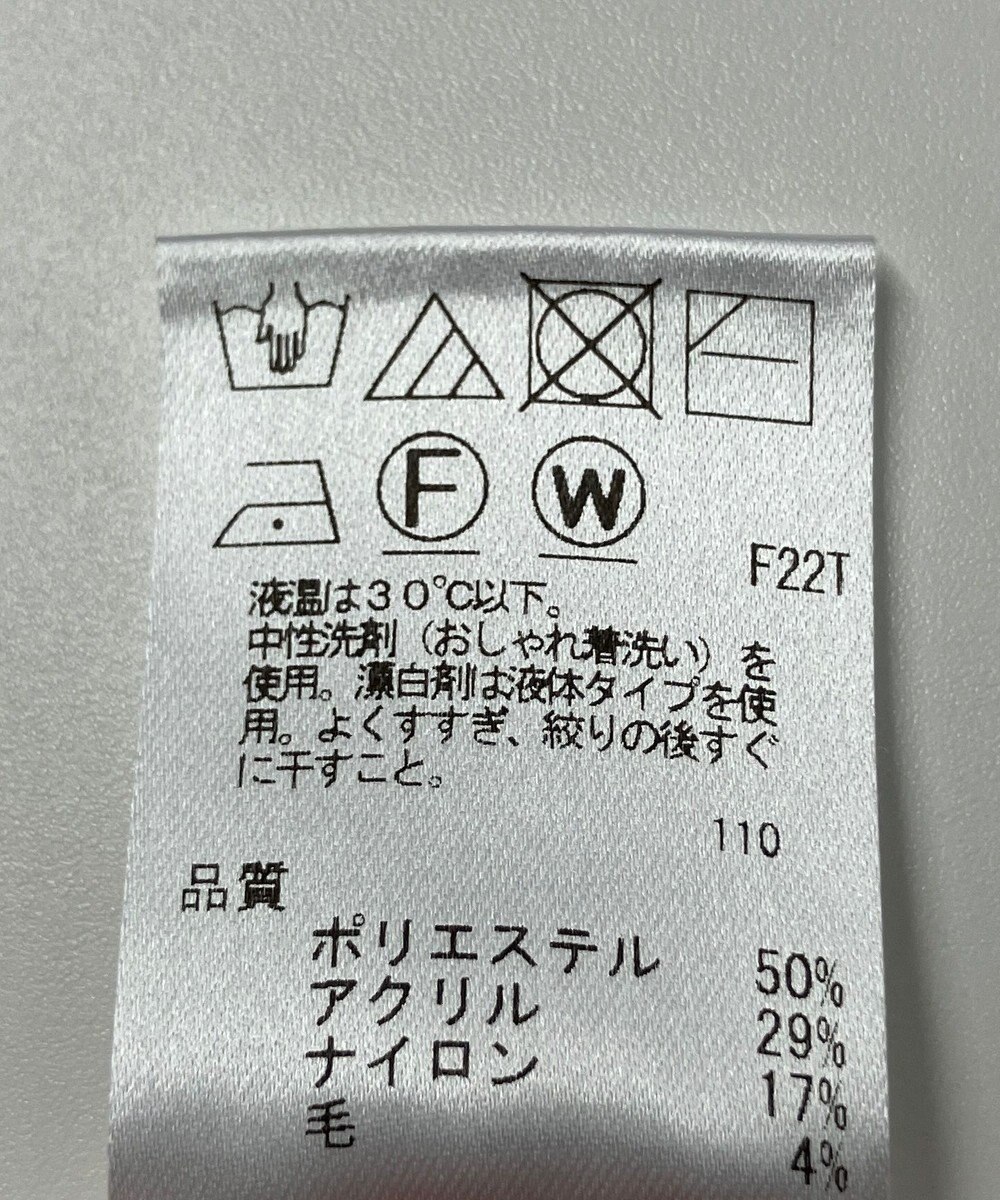 F W
F22T
液温は30℃以下。
中性洗剤(おしゃれ着洗い)を
使用。漂白剤は液体タイプを使
用。よくすすぎ、絞りの後すぐ
に干すこと。
110
品質
ポリエステル 50%
アクリル 29%
ナイロン 17%
毛 4%